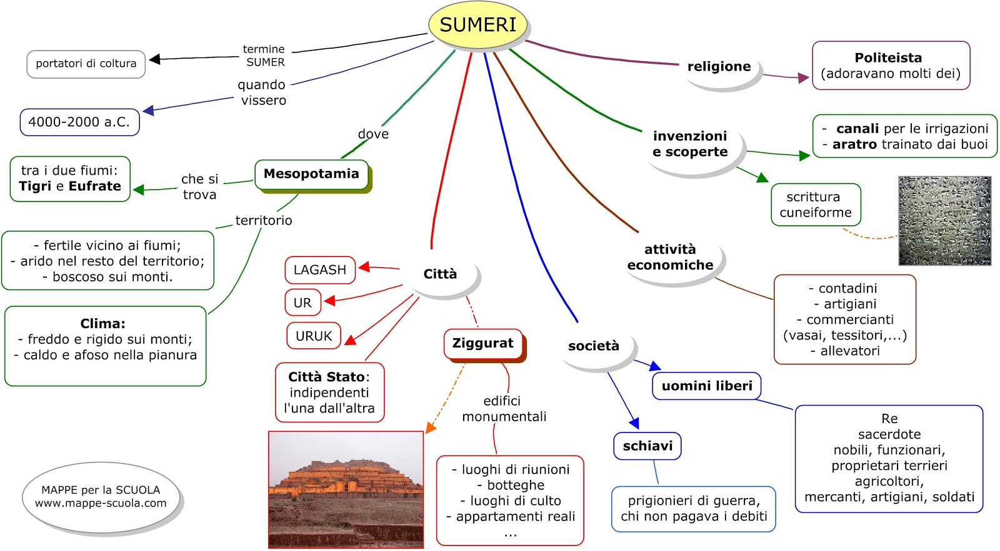 SUMERI
termine
SUMER
portatori di coltura
quando
vissero
4000-2000 a.C.
dove
Mesopotamia
che si
trova
tra i due fiumi:
Tigri e Eufrate
territorio
- fertile vicino ai fiumi;
- arido nel resto del territorio;
- boscoso sui monti.
Clima:
- freddo e rigido sui monti;
- caldo e afoso nella pianura
Città
LAGASH
UR
URUK
Città Stato:
indipendenti
l'una dall'altra
Ziggurat
edifici
monumentali
- luoghi di riunioni
- botteghe
- luoghi di culto
- appartamenti reali
...
società
uomini liberi
Re
sacerdote
nobili, funzionari,
proprietari terrieri
agricoltori,
mercanti, artigiani, soldati
schiavi
prigionieri di guerra,
chi non pagava i debiti
attività
economiche
- contadini
- artigiani
- commercianti
(vasai, tessitori,...)
- allevatori
invenzioni
e scoperte
- canali per le irrigazioni
- aratro trainato dai buoi
scrittura
cuneiforme
religione
Politeista
(adoravano molti dei)
MAPPE per la SCUOLA
www.mappe-scuola.com